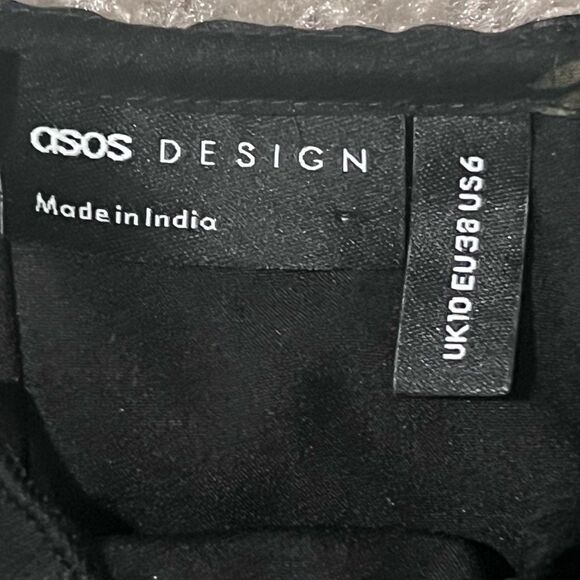 asos DESIGN
Made in India
UK10 EU38 US6